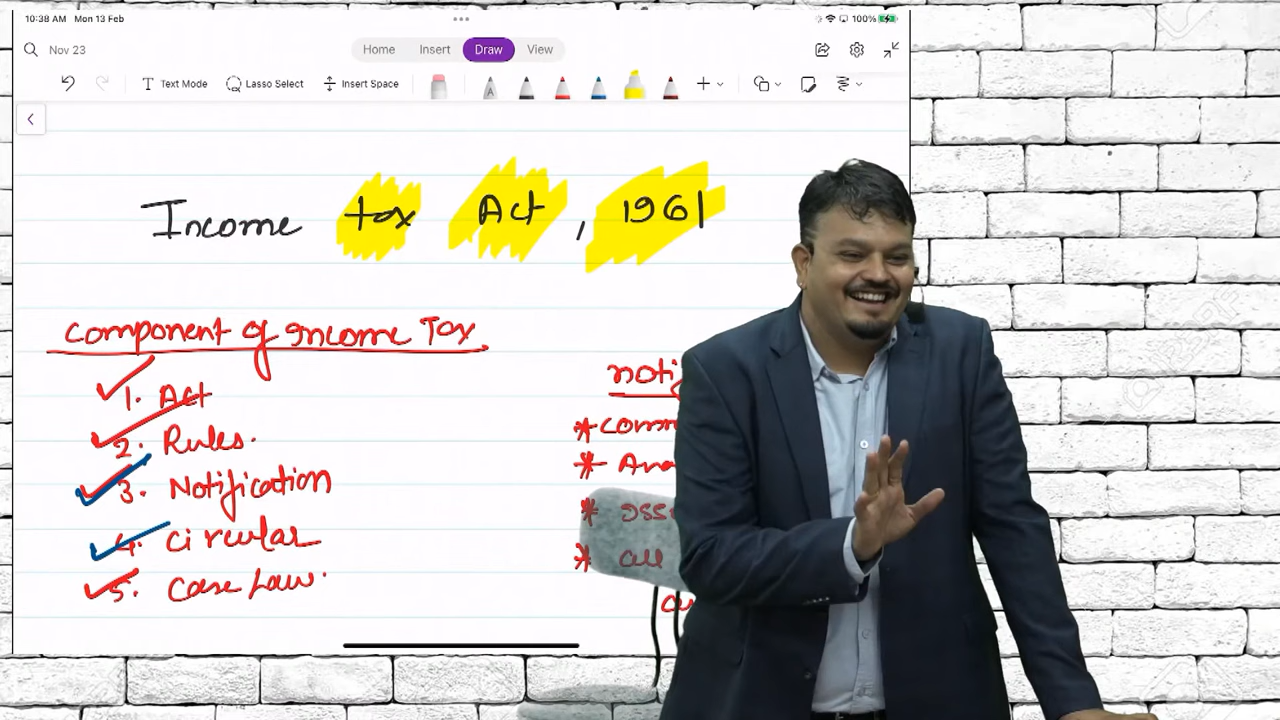 10:38 AM Mon 13 Feb
100%
Nov 23
Home Insert Draw View
Text Mode Lasso Select Insert Space
Income Tax Act, 1961
Component of Income Tax
1. Act
2. Rules.
3. Notification
4. Circular
5. Case Law.
* all